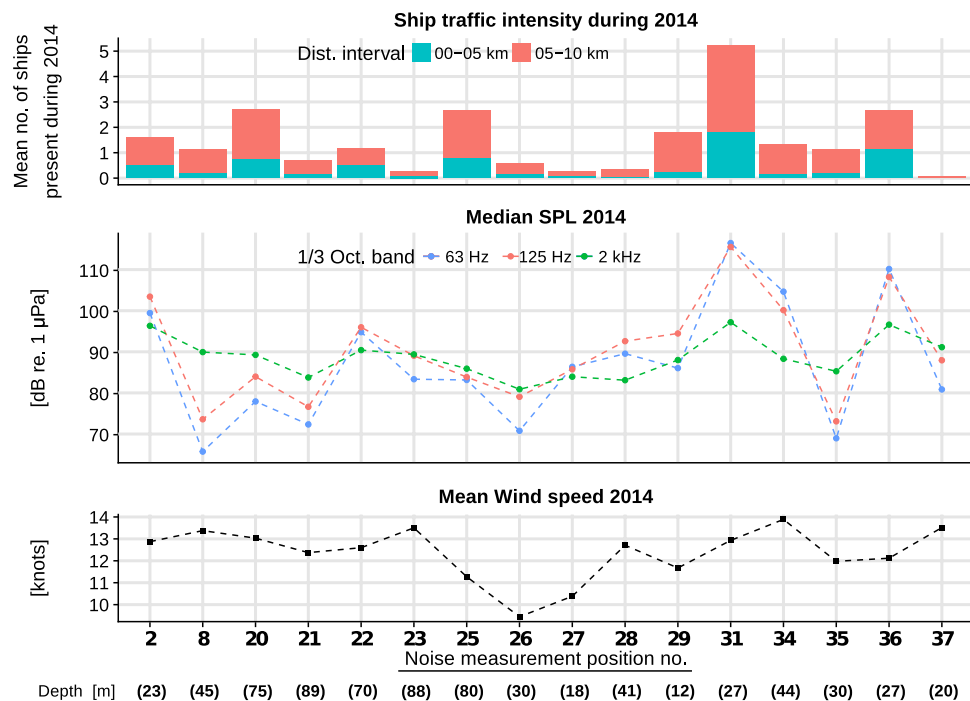 Ship traffic intensity during 2014
Mean no. of ships
present during 2014
Dist. interval 00−05 km 05−10 km
5
4
3
2
1
0
Median SPL 2014
[dB re. 1 µPa]
1/3 Oct. band 63 Hz 125 Hz 2 kHz
110
100
90
80
70
Mean Wind speed 2014
[knots]
14
13
12
11
10
2 8 20 21 22 23 25 26 27 28 29 31 34 35 36 37
Noise measurement position no.
Depth [m] (23) (45) (75) (89) (70) (88) (80) (30) (18) (41) (12) (27) (44) (30) (27) (20)